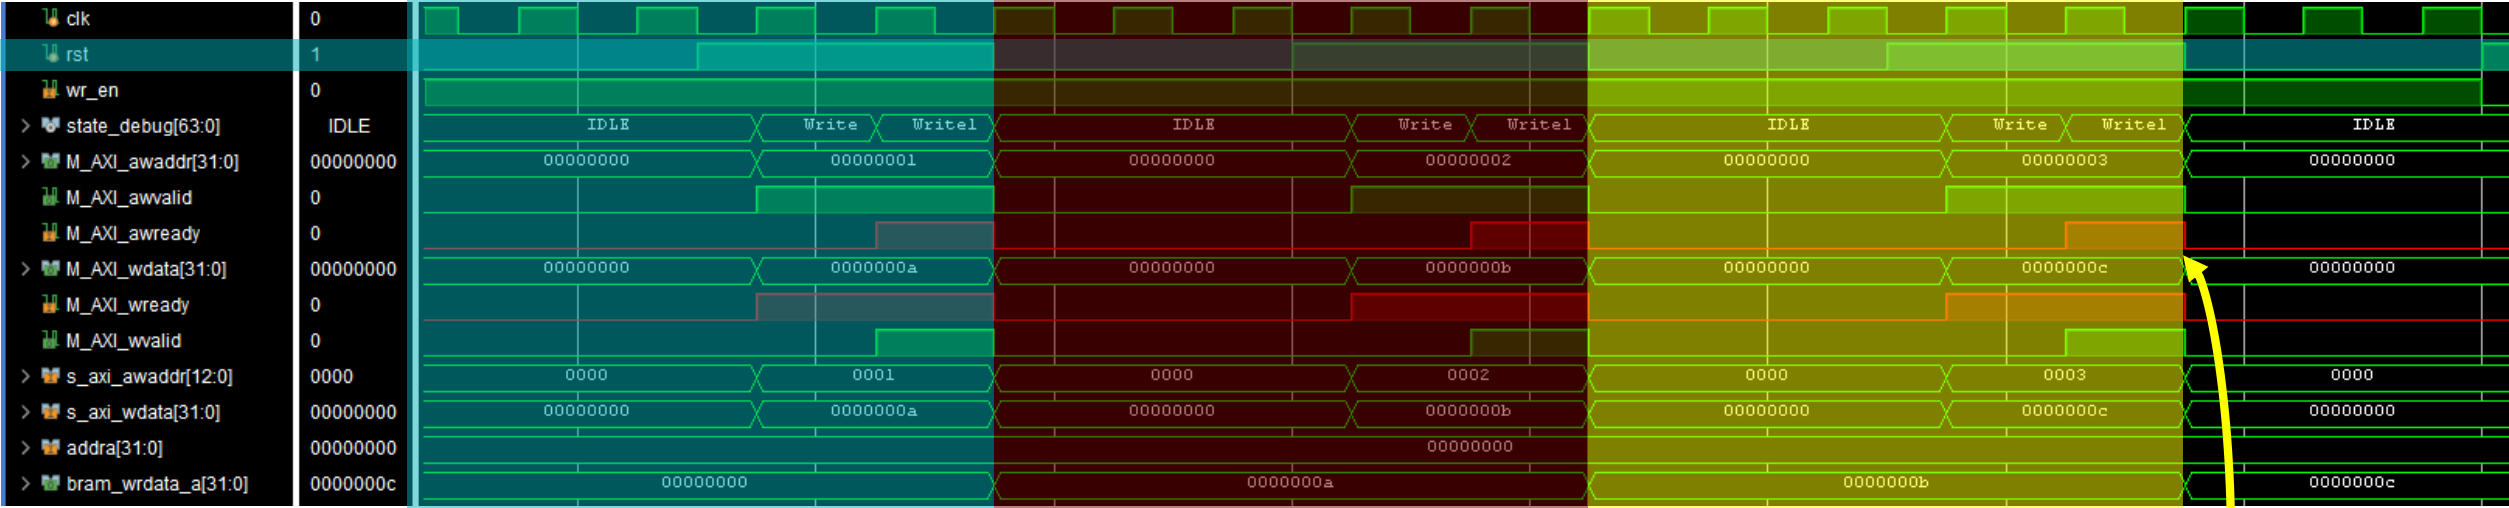 clk 0
rst 1
wr_en 0
state_debug[63:0] IDLE IDLE Write Write1 IDLE Write Write1 IDLE Write Write1 IDLE
M_AXI_awaddr[31:0] 00000000 00000000 00000001 00000000 00000002 00000000 00000003 00000000
M_AXI_awvalid 0
M_AXI_awready 0
M_AXI_wdata[31:0] 00000000 00000000 0000000a 00000000 0000000b 00000000 0000000c 00000000
M_AXI_wready 0
M_AXI_wvalid 0
s_axi_awaddr[12:0] 0000 0000 0001 0000 0002 0000 0003 0000
s_axi_wdata[31:0] 00000000 00000000 0000000a 00000000 0000000b 00000000 0000000c 00000000
addra[31:0] 00000000 00000000
bram_wrdata_a[31:0] 0000000c 00000000 0000000a 0000000b 0000000c